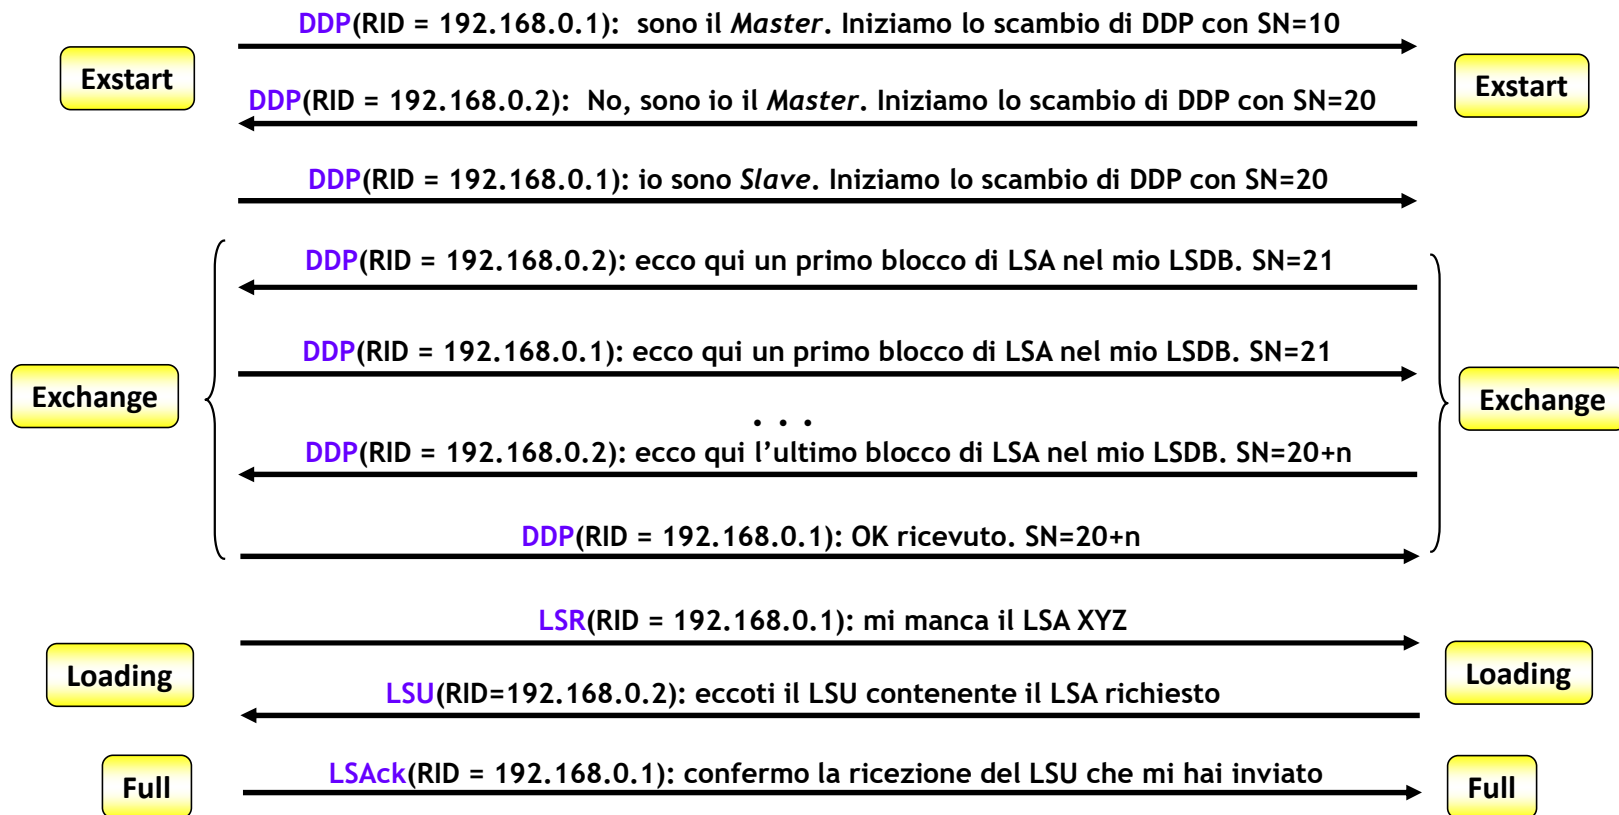 DDP(RID = 192.168.0.1): sono il Master. Iniziamo lo scambio di DDP con SN=10
Exstart
Exstart
DDP(RID = 192.168.0.2): No, sono io il Master. Iniziamo lo scambio di DDP con SN=20
DDP(RID = 192.168.0.1): io sono Slave. Iniziamo lo scambio di DDP con SN=20
DDP(RID = 192.168.0.2): ecco qui un primo blocco di LSA nel mio LSDB. SN=21
DDP(RID = 192.168.0.1): ecco qui un primo blocco di LSA nel mio LSDB. SN=21
Exchange
Exchange
. . .
DDP(RID = 192.168.0.2): ecco qui l’ultimo blocco di LSA nel mio LSDB. SN=20+n
DDP(RID = 192.168.0.1): OK ricevuto. SN=20+n
LSR(RID = 192.168.0.1): mi manca il LSA XYZ
Loading
Loading
LSU(RID=192.168.0.2): eccoti il LSU contenente il LSA richiesto
LSAck(RID = 192.168.0.1): confermo la ricezione del LSU che mi hai inviato
Full
Full